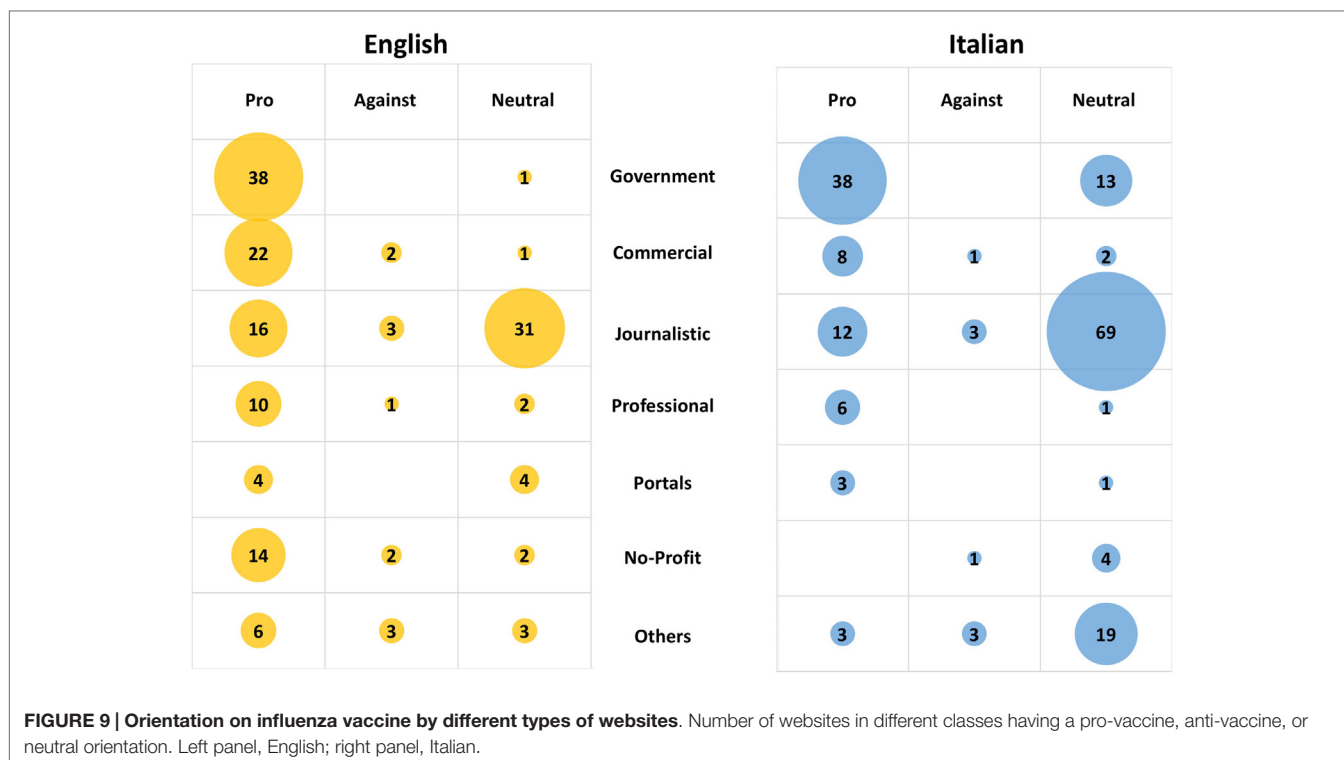 English Italian
Pro Against Neutral Pro Against Neutral
38 1 Government 38 13
22 2 1 Commercial 8 1 2
16 3 31 Journalistic 12 3 69
10 1 2 Professional 6 1
4 4 Portals 3 1
14 2 2 No-Profit 1 4
6 3 3 Others 3 3 19
FIGURE 9 | Orientation on influenza vaccine by different types of websites. Number of websites in different classes having a pro-vaccine, anti-vaccine, or
neutral orientation. Left panel, English; right panel, Italian.